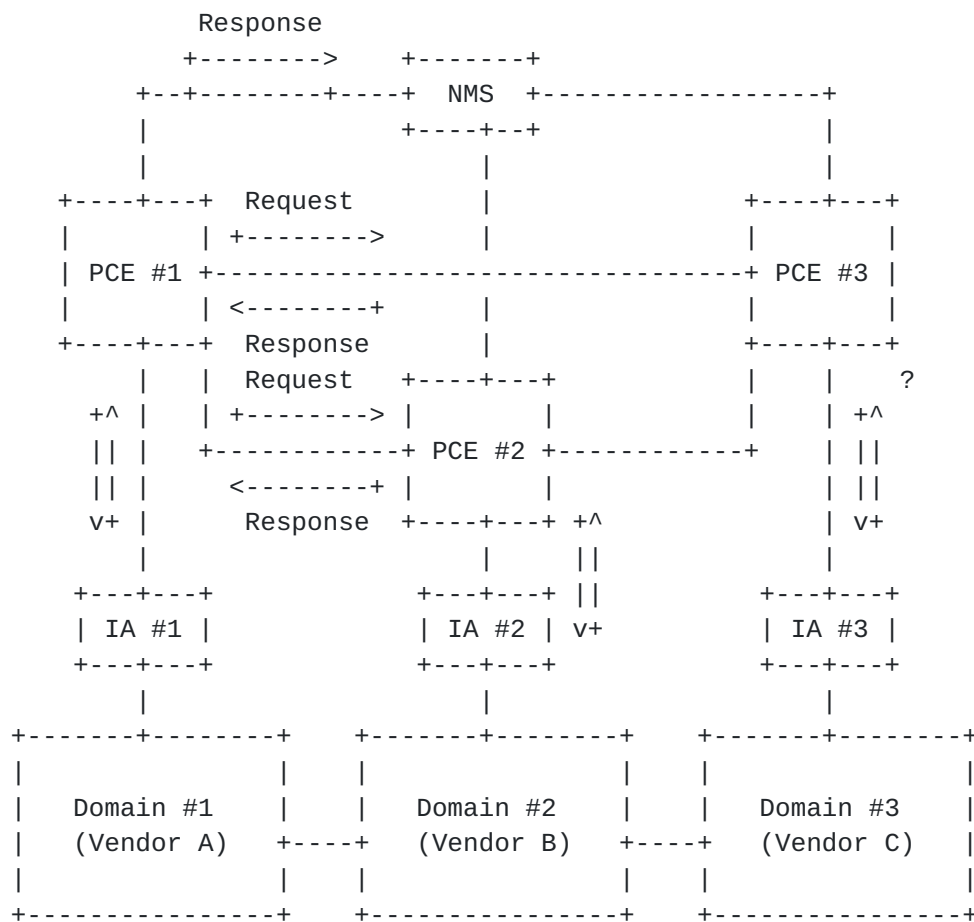 Response
NMS
Request
PCE #1 PCE #3
Response
Request
?
PCE #2
Response
IA #1 IA #2 IA #3
Domain #1 Domain #2 Domain #3
(Vendor A) (Vendor B) (Vendor C)